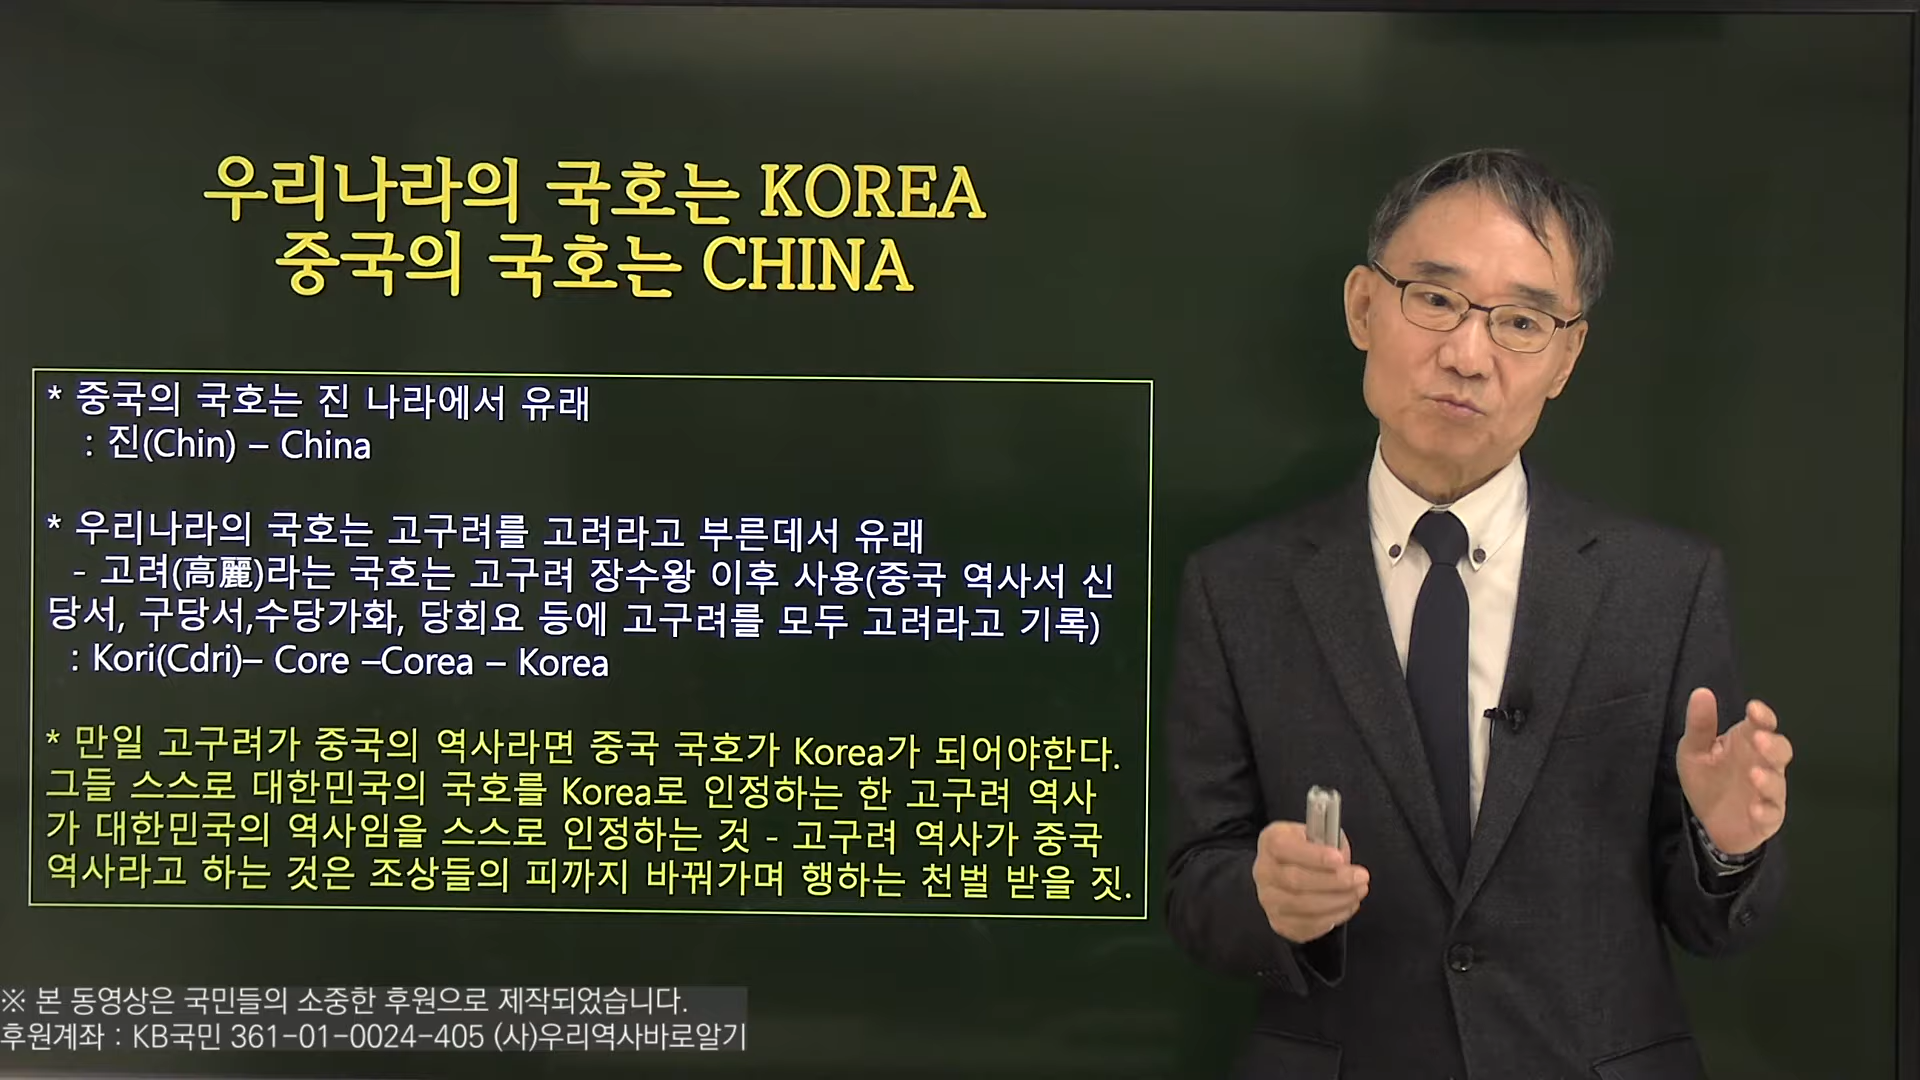 우리나라의 국호는 KOREA
중국의 국호는 CHINA
* 중국의 국호는 진 나라에서 유래
: 진(Chin) – China
* 우리나라의 국호는 고구려를 고려라고 부른데서 유래
- 고려(高麗)라는 국호는 고구려 장수왕 이후 사용(중국 역사서 신
당서, 구당서,수당가화, 당회요 등에 고구려를 모두 고려라고 기록)
: Kori(Cdri)– Core –Corea – Korea
* 만일 고구려가 중국의 역사라면 중국 국호가 Korea가 되어야한다.
그들 스스로 대한민국의 국호를 Korea로 인정하는 한 고구려 역사
가 대한민국의 역사임을 스스로 인정하는 것 - 고구려 역사가 중국
역사라고 하는 것은 조상들의 피까지 바꿔가며 행하는 천벌 받을 짓.
※ 본 동영상은 국민들의 소중한 후원으로 제작되었습니다.
후원계좌 : KB국민 361-01-0024-405 (사)우리역사바로알기